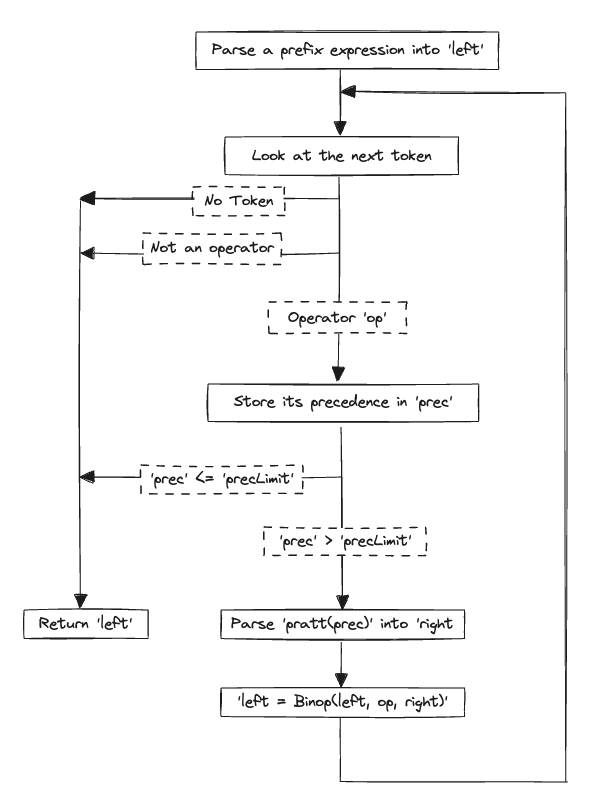 Parse a prefix expression into 'left'
Look at the next token
No Token
Not an operator
Operator 'op'
Store its precedence in 'prec'
'prec' <= 'precLimit'
'prec' > 'precLimit'
Return 'left'
Parse 'pratt(prec)' into 'right
'left = Binop(left, op, right)'